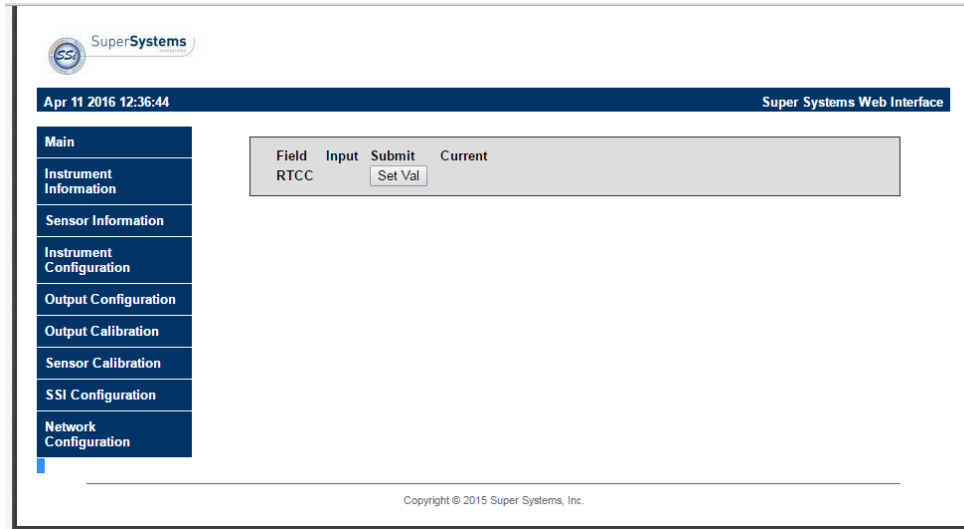 SSi SuperSystems
Apr 11 2016 12:36:44 Super Systems Web Interface
Main
Instrument
Information
Sensor Information
Instrument
Configuration
Output Configuration
Output Calibration
Sensor Calibration
SSI Configuration
Network
Configuration
Field Input Submit Current
RTCC Set Val
Copyright © 2015 Super Systems, Inc.